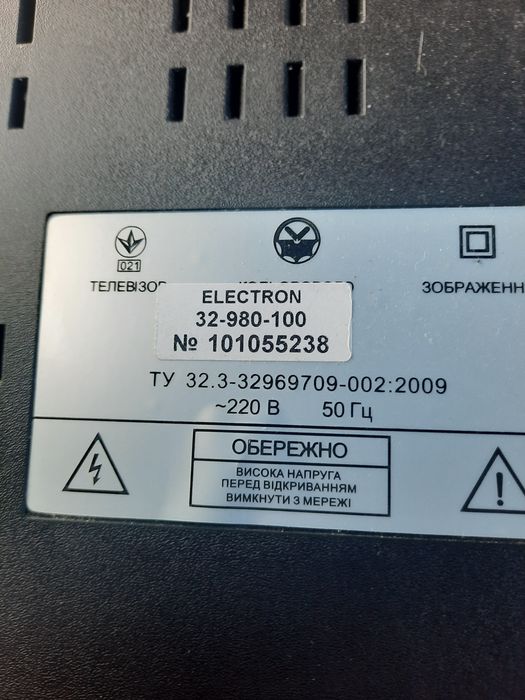 021
ТЕЛЕВІЗОР
ЗОБРАЖЕНН
ELECTRON
32-980-100
№ 101055238
ТУ 32.3-32969709-002:2009
~220 В 50 Гц
ОБЕРЕЖНО
ВИСОКА НАПРУГА
ПЕРЕД ВІДКРИВАННЯМ
ВИМКНУТИ З МЕРЕЖІ